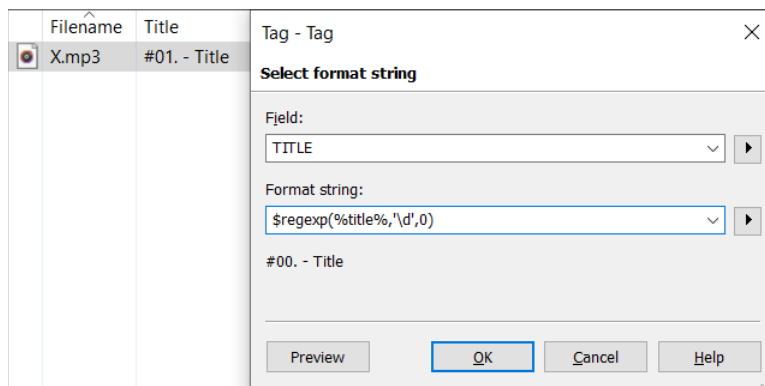 Filename Title
X.mp3 #01. - Title
Tag - Tag
Select format string
Field:
TITLE
Format string:
$regexp(%title%,'\d',0)
#00. - Title
Preview OK Cancel Help